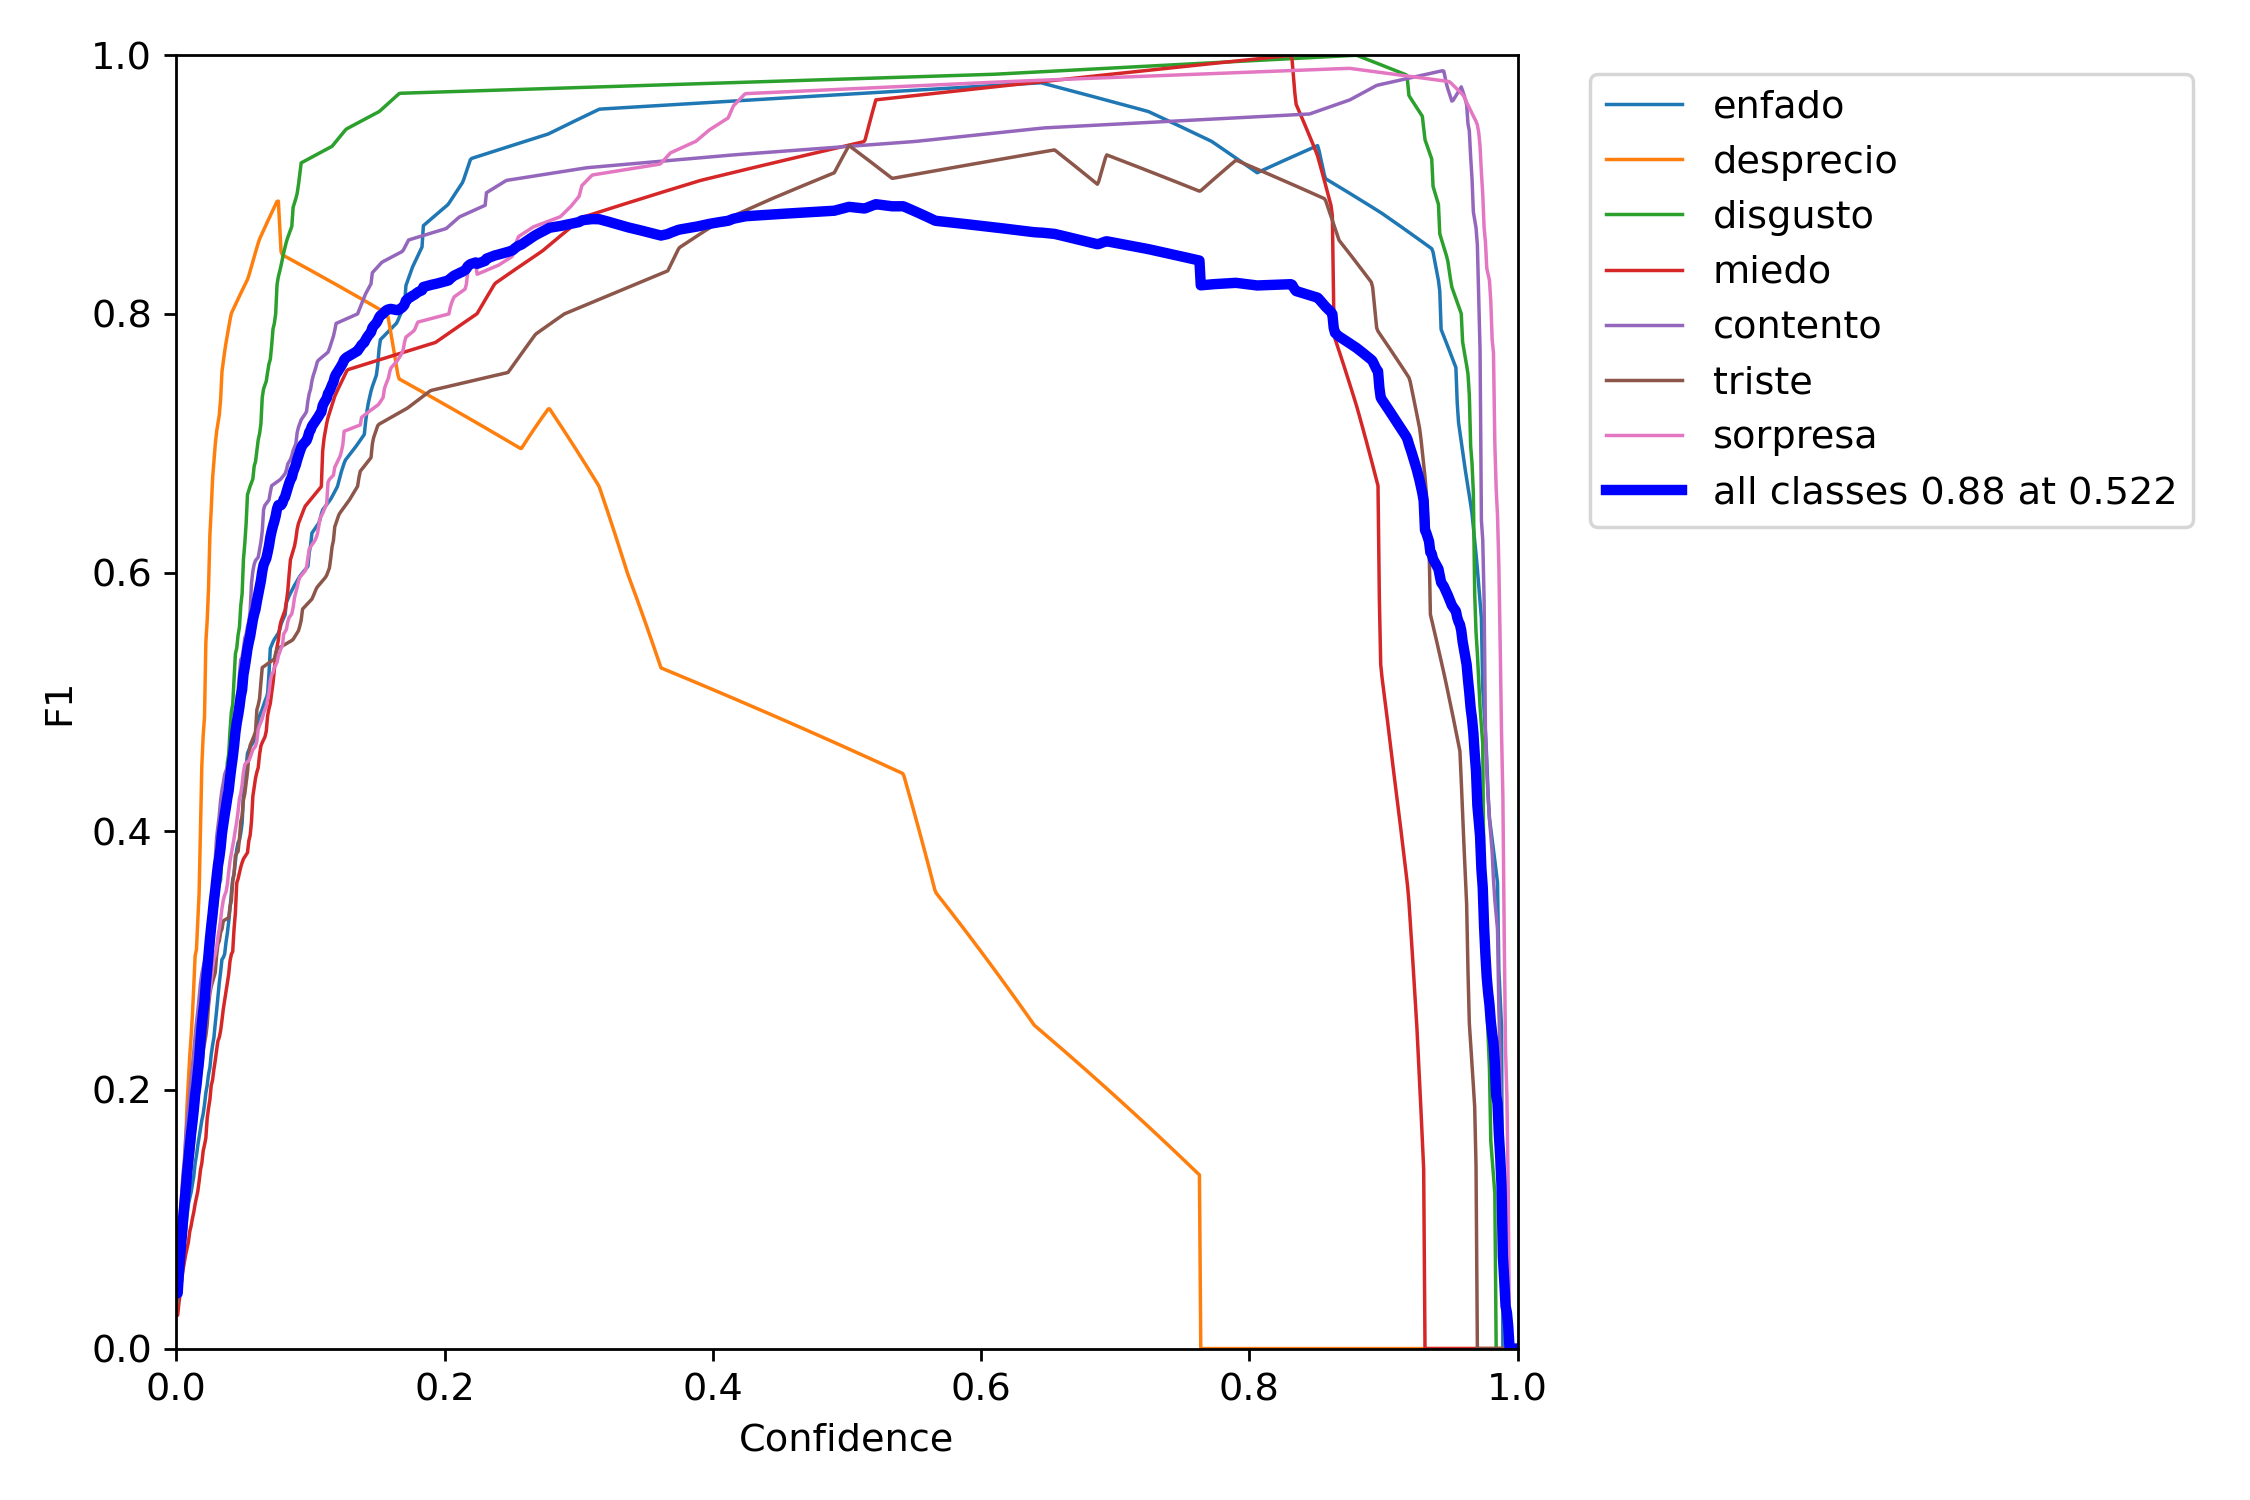 1.0
0.8
0.6
0.4
0.2
0.0
F1
0.0 0.2 0.4 0.6 0.8 1.0
Confidence
enfado
desprecio
disgusto
miedo
contento
triste
sorpresa
all classes 0.88 at 0.522